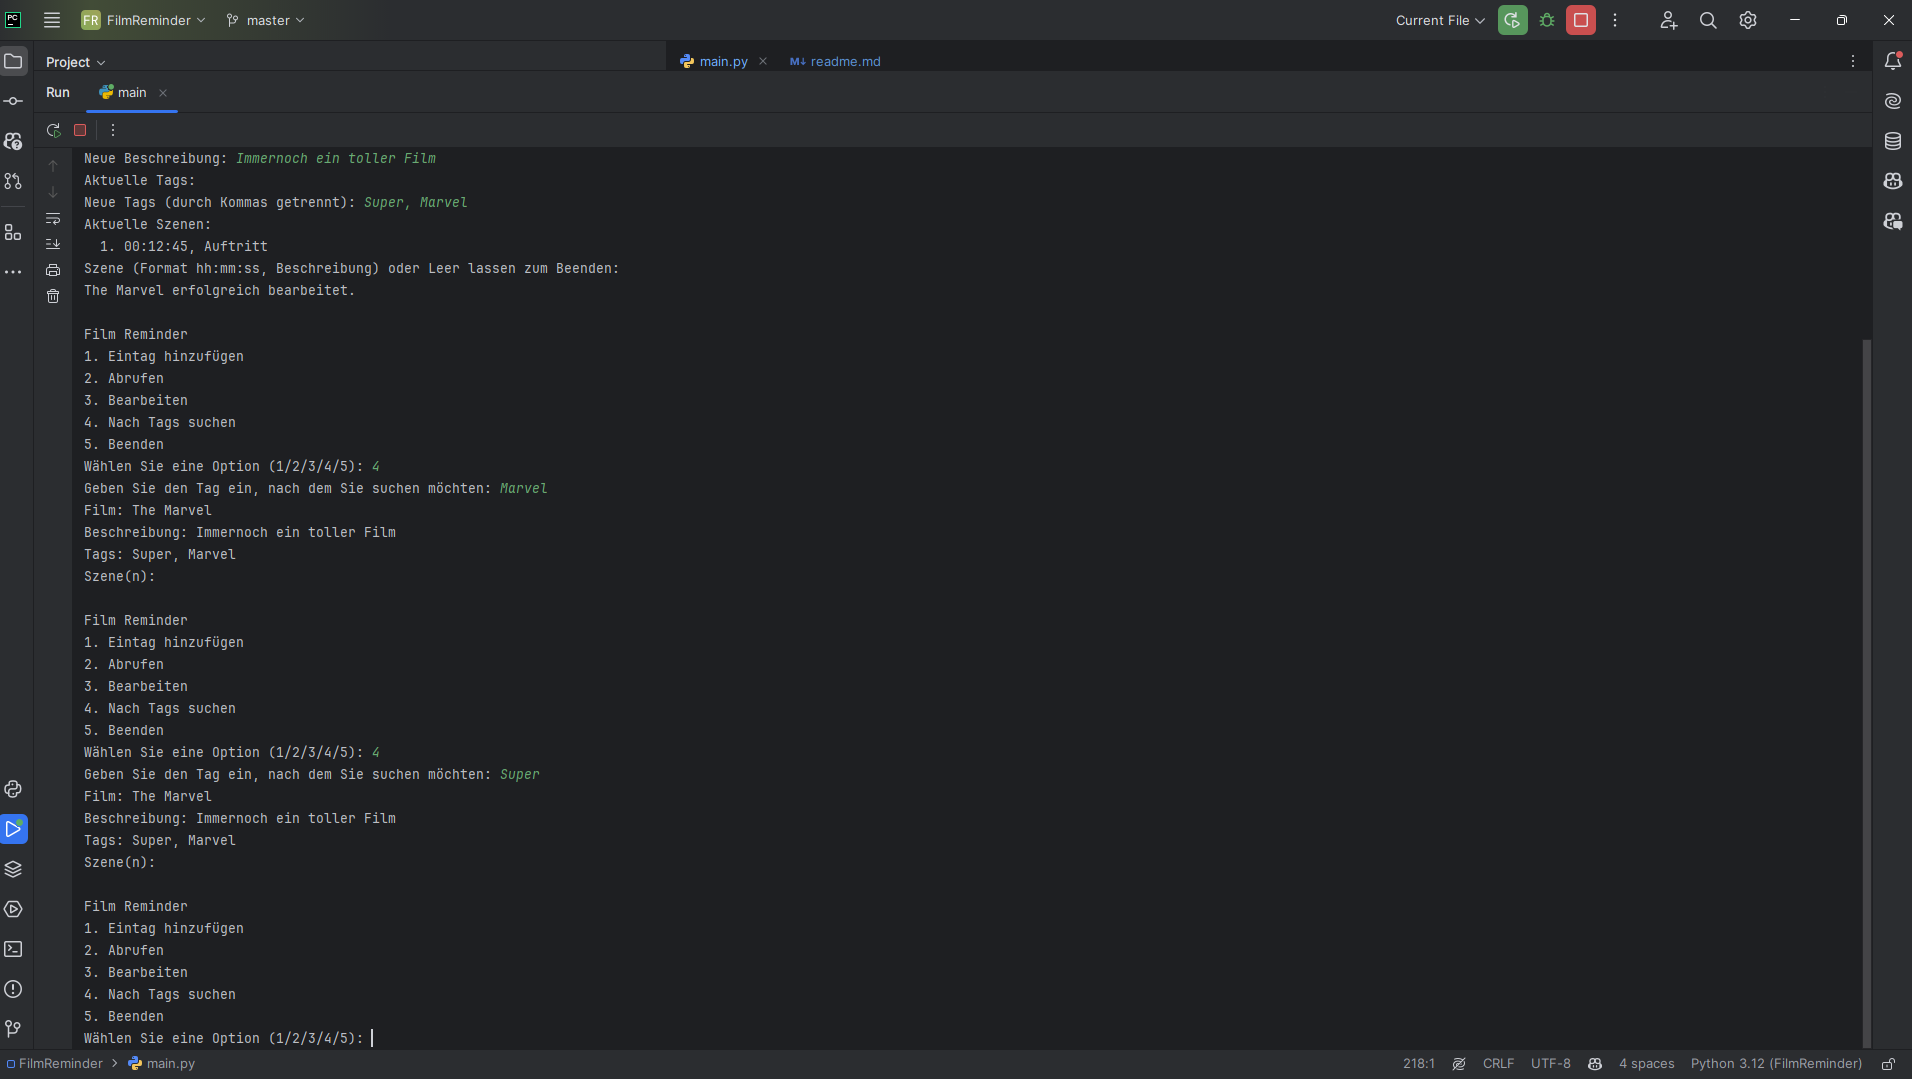 PC
FR FilmReminder
master
Current File
Project
main.py
M↓ readme.md
Run
main
Neue Beschreibung: Immernoch ein toller Film
Aktuelle Tags:
Neue Tags (durch Kommas getrennt): Super, Marvel
Aktuelle Szenen:
1. 00:12:45, Auftritt
Szene (Format hh:mm:ss, Beschreibung) oder Leer lassen zum Beenden:
The Marvel erfolgreich bearbeitet.
Film Reminder
1. Eintag hinzufügen
2. Abrufen
3. Bearbeiten
4. Nach Tags suchen
5. Beenden
Wählen Sie eine Option (1/2/3/4/5): 4
Geben Sie den Tag ein, nach dem Sie suchen möchten: Marvel
Film: The Marvel
Beschreibung: Immernoch ein toller Film
Tags: Super, Marvel
Szene(n):
Film Reminder
1. Eintag hinzufügen
2. Abrufen
3. Bearbeiten
4. Nach Tags suchen
5. Beenden
Wählen Sie eine Option (1/2/3/4/5): 4
Geben Sie den Tag ein, nach dem Sie suchen möchten: Super
Film: The Marvel
Beschreibung: Immernoch ein toller Film
Tags: Super, Marvel
Szene(n):
Film Reminder
1. Eintag hinzufügen
2. Abrufen
3. Bearbeiten
4. Nach Tags suchen
5. Beenden
Wählen Sie eine Option (1/2/3/4/5):
FilmReminder
main.py
218:1
CRLF
UTF-8
4 spaces
Python 3.12 (FilmReminder)